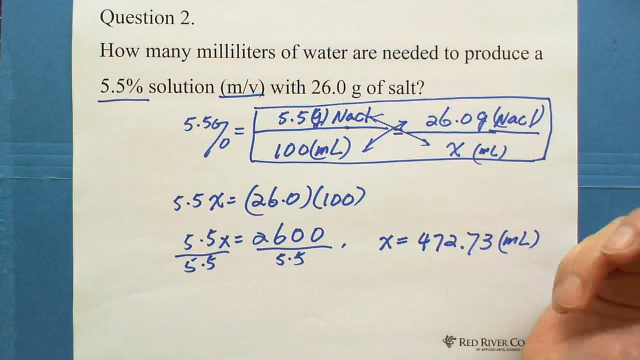 Question 2.
How many milliliters of water are needed to produce a
5.5% solution (m/v) with 26.0 g of salt?
5.5% = 5.5(g) NaCl / 100(mL) = 26.0g(NaCl) / x (mL)
5.5x = (26.0)(100)
5.5x / 5.5 = 2600 / 5.5 , x = 472.73 (mL)
RED RIVER CO